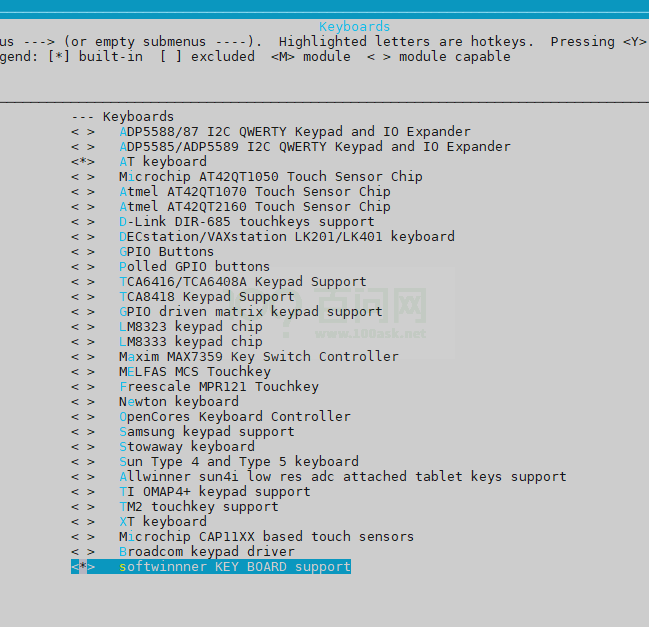 Keyboards
us ---> (or empty submenus ----).  Highlighted letters are hotkeys.  Pressing <Y>
gend: [*] built-in  [ ] excluded  <M> module  < > module capable
--- Keyboards
< >   ADP5588/87 I2C QWERTY Keypad and IO Expander
< >   ADP5585/ADP5589 I2C QWERTY Keypad and IO Expander
<*>   AT keyboard
< >   Microchip AT42QT1050 Touch Sensor Chip
< >   Atmel AT42QT1070 Touch Sensor Chip
< >   Atmel AT42QT2160 Touch Sensor Chip
< >   D-Link DIR-685 touchkeys support
< >   DECstation/VAXstation LK201/LK401 keyboard
< >   GPIO Buttons
< >   Polled GPIO buttons
< >   TCA6416/TCA6408A Keypad Support
< >   TCA8418 Keypad Support
< >   GPIO driven matrix keypad support
< >   LM8323 keypad chip
< >   LM8333 keypad chip
< >   Maxim MAX7359 Key Switch Controller
< >   MELFAS MCS Touchkey
< >   Freescale MPR121 Touchkey
< >   Newton keyboard
< >   OpenCores Keyboard Controller
< >   Samsung keypad support
< >   Stowaway keyboard
< >   Sun Type 4 and Type 5 keyboard
< >   Allwinner sun4i low res adc attached tablet keys support
< >   TI OMAP4+ keypad support
< >   TM2 touchkey support
< >   XT keyboard
< >   Microchip CAP11XX based touch sensors
< >   Broadcom keypad driver
<*>   softwinnner KEY BOARD support
百问网
www.100ask.net